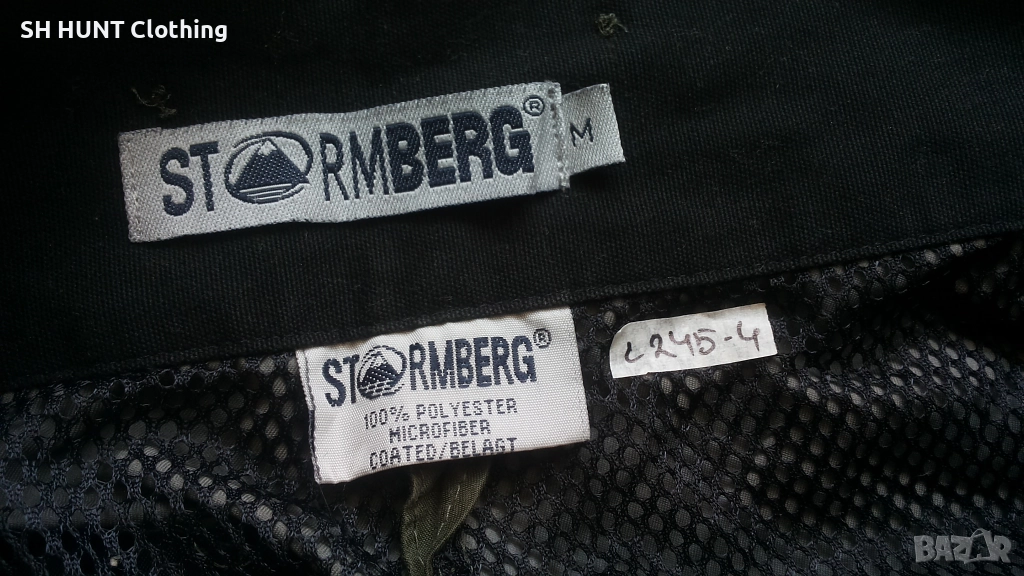 SH HUNT Clothing
STORMBERG®
M
STORMBERG®
100% POLYESTER
MICROFIBER
COATED/BELAGT
L245-4
BAZAR